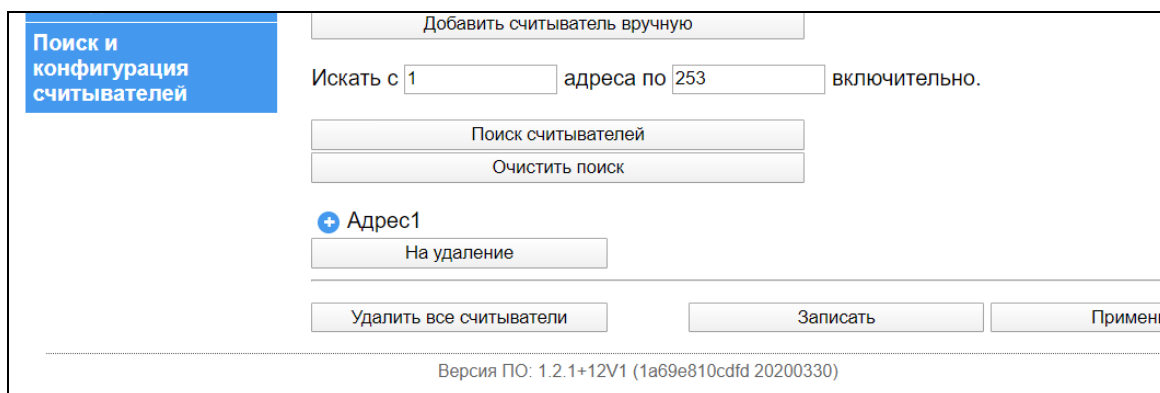 Добавить считыватель вручную
Поиск и
конфигурация
считывателей
Искать с 1 адреса по 253 включительно.
Поиск считывателей
Очистить поиск
Адрес1
На удаление
Удалить все считыватели Записать Примен
Версия ПО: 1.2.1+12V1 (1a69e810cdfd 20200330)